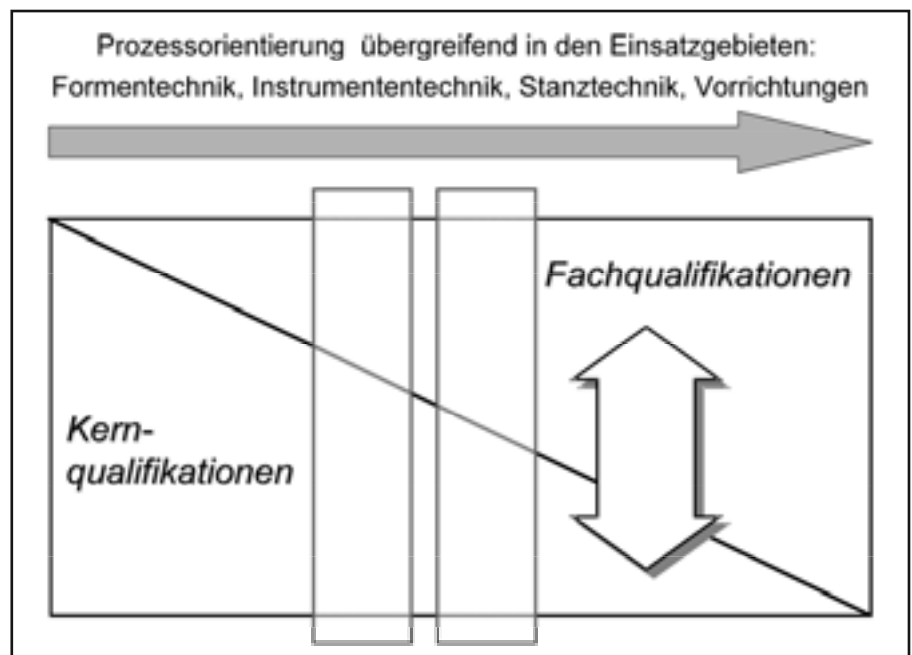 Prozessorientierung übergreifend in den Einsatzgebieten:
Formentechnik, Instrumententechnik, Stanztechnik, Vorrichtungen
Fachqualifikationen
Kern-
qualifikationen